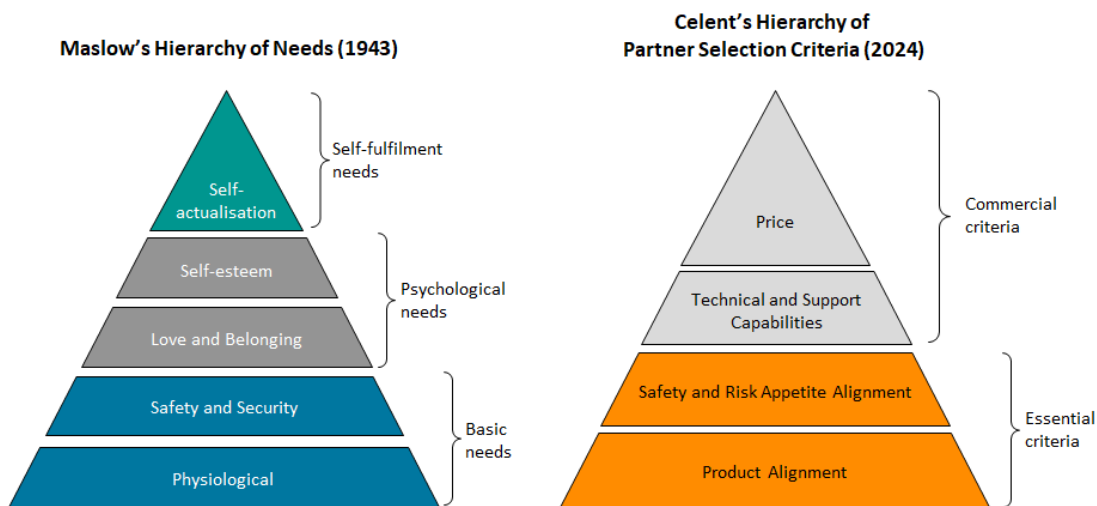 Maslow's Hierarchy of Needs (1943)
Self-
actualisation
Self-fulfilment
needs
Self-esteem
Love and Belonging
Psychological
needs
Safety and Security
Physiological
Basic
needs
Celent's Hierarchy of
Partner Selection Criteria (2024)
Price
Technical and Support
Capabilities
Commercial
criteria
Safety and Risk Appetite Alignment
Product Alignment
Essential
criteria